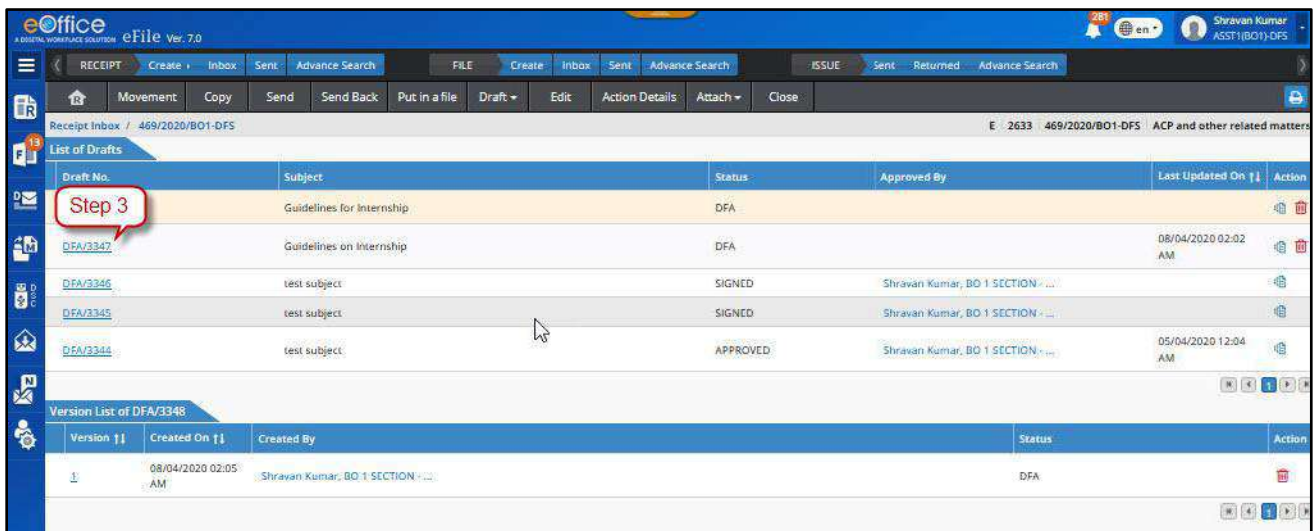 eOffice
A DIGITAL WORKPLACE SOLUTION eFile Ver. 7.0
281 en Shravan Kumar
ASST1(BO1)-DFS
RECEIPT Create Inbox Sent Advance Search FILE Create Inbox Sent Advance Search ISSUE Sent Returned Advance Search
R Movement Copy Send Send Back Put in a file Draft Edit Action Details Attach Close
Receipt Inbox / 469/2020/BO1-DFS E 2633 469/2020/BO1-DFS ACP and other related matters
List of Drafts
Draft No. Subject Status Approved By Last Updated On Action
Step 3 Guidelines for Internship DFA
DFA/3347 Guidelines on Internship DFA 08/04/2020 02:02
AM
DFA/3346 test subject SIGNED Shravan Kumar, BO 1 SECTION - ...
DFA/3345 test subject SIGNED Shravan Kumar, BO 1 SECTION - ...
DFA/3344 test subject APPROVED Shravan Kumar, BO 1 SECTION - ... 05/04/2020 12:04
AM
1
Version List of DFA/3348
Version Created On Created By Status Action
1 08/04/2020 02:05 Shravan Kumar, BO 1 SECTION - ... DFA
AM
1
R
13
F
D
M
DSC
N